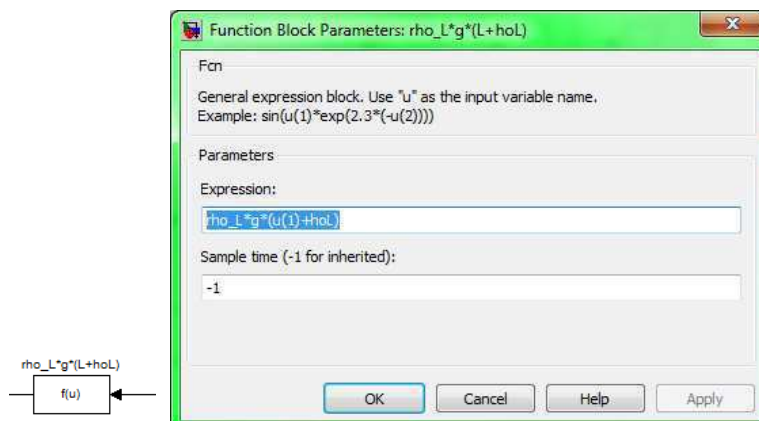 Function Block Parameters: rho_L*g*(L+hoL)
Fcn
General expression block. Use "u" as the input variable name.
Example: sin(u(1)*exp(2.3*(-u(2))))
Parameters
Expression:
rho_L*g*(u(1)+hoL)
Sample time (-1 for inherited):
-1
OK Cancel Help Apply
rho_L*g*(L+hoL)
f(u)